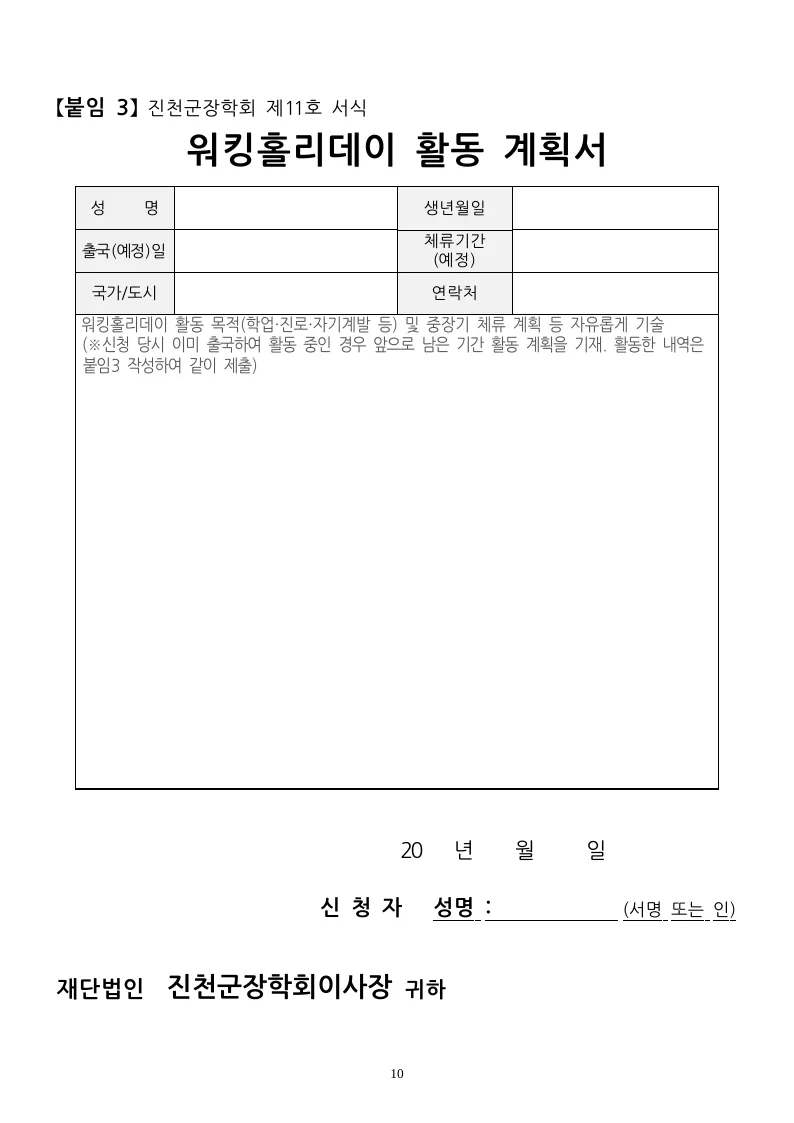 【붙임 3】 진천군장학회 제11호 서식
워킹홀리데이 활동 계획서
성 명
생년월일
출국(예정)일
체류기간
(예정)
국가/도시
연락처
워킹홀리데이 활동 목적(학업·진로·자기계발 등) 및 중장기 체류 계획 등 자유롭게 기술
(※신청 당시 이미 출국하여 활동 중인 경우 앞으로 남은 기간 활동 계획을 기재. 활동한 내역은
붙임3 작성하여 같이 제출)
20 년 월 일
신 청 자 성명 : (서명 또는 인)
재단법인 진천군장학회이사장 귀하
10